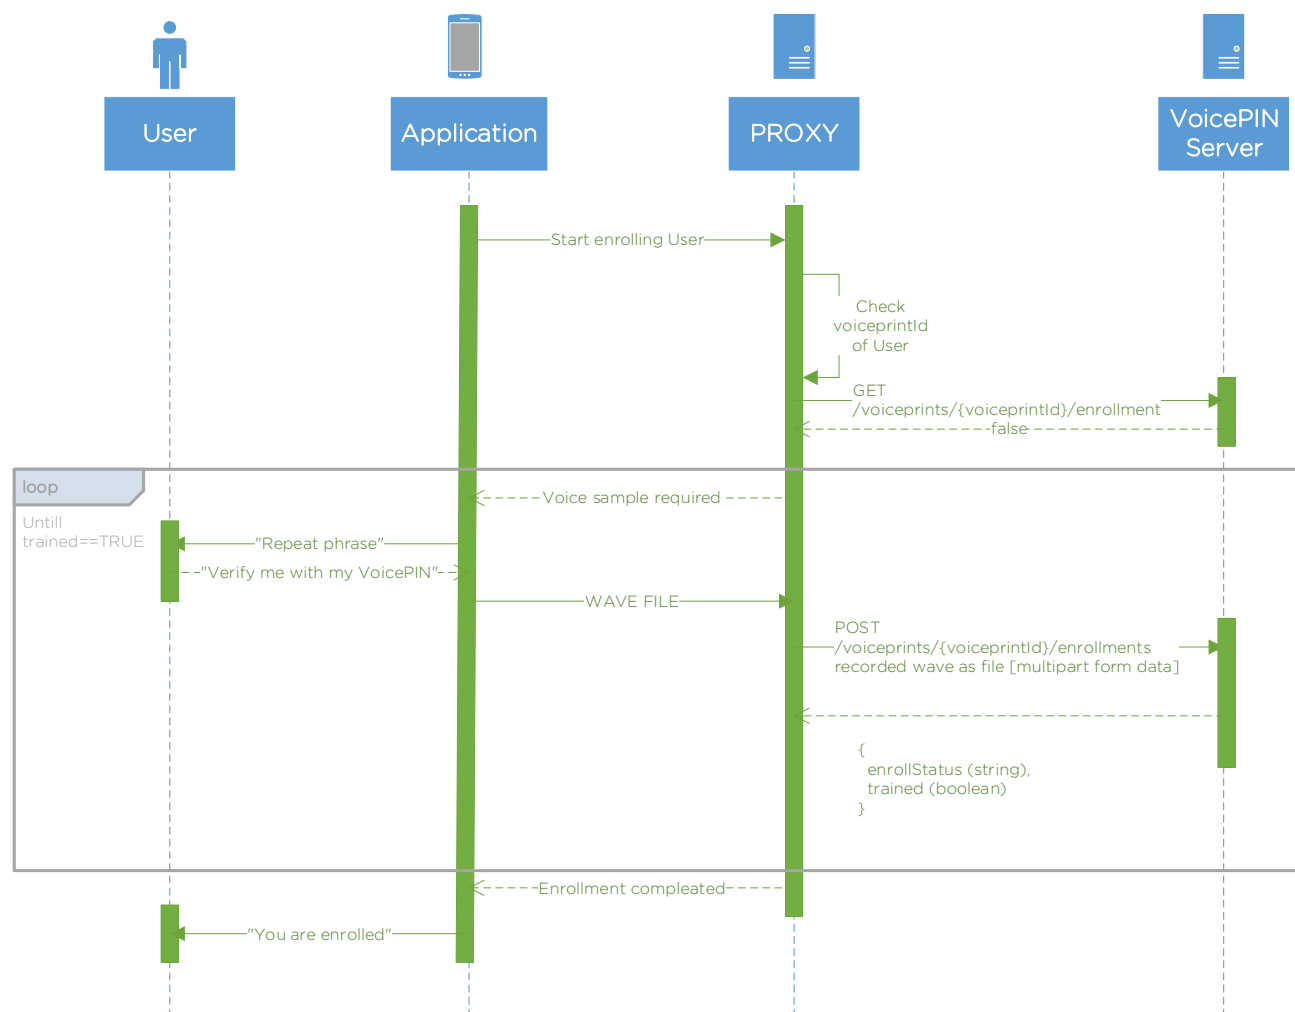 User
Application
PROXY
VoicePIN
Server
Start enrolling User
Check
voiceprintId
of User
GET
/voiceprints/{voiceprintId}/enrollment
false
loop
Untill
trained==TRUE
Voice sample required
"Repeat phrase"
"Verify me with my VoicePIN"
WAVE FILE
POST
/voiceprints/{voiceprintId}/enrollments
recorded wave as file [multipart form data]
{
enrollStatus (string),
trained (boolean)
}
Enrollment compleated
"You are enrolled"